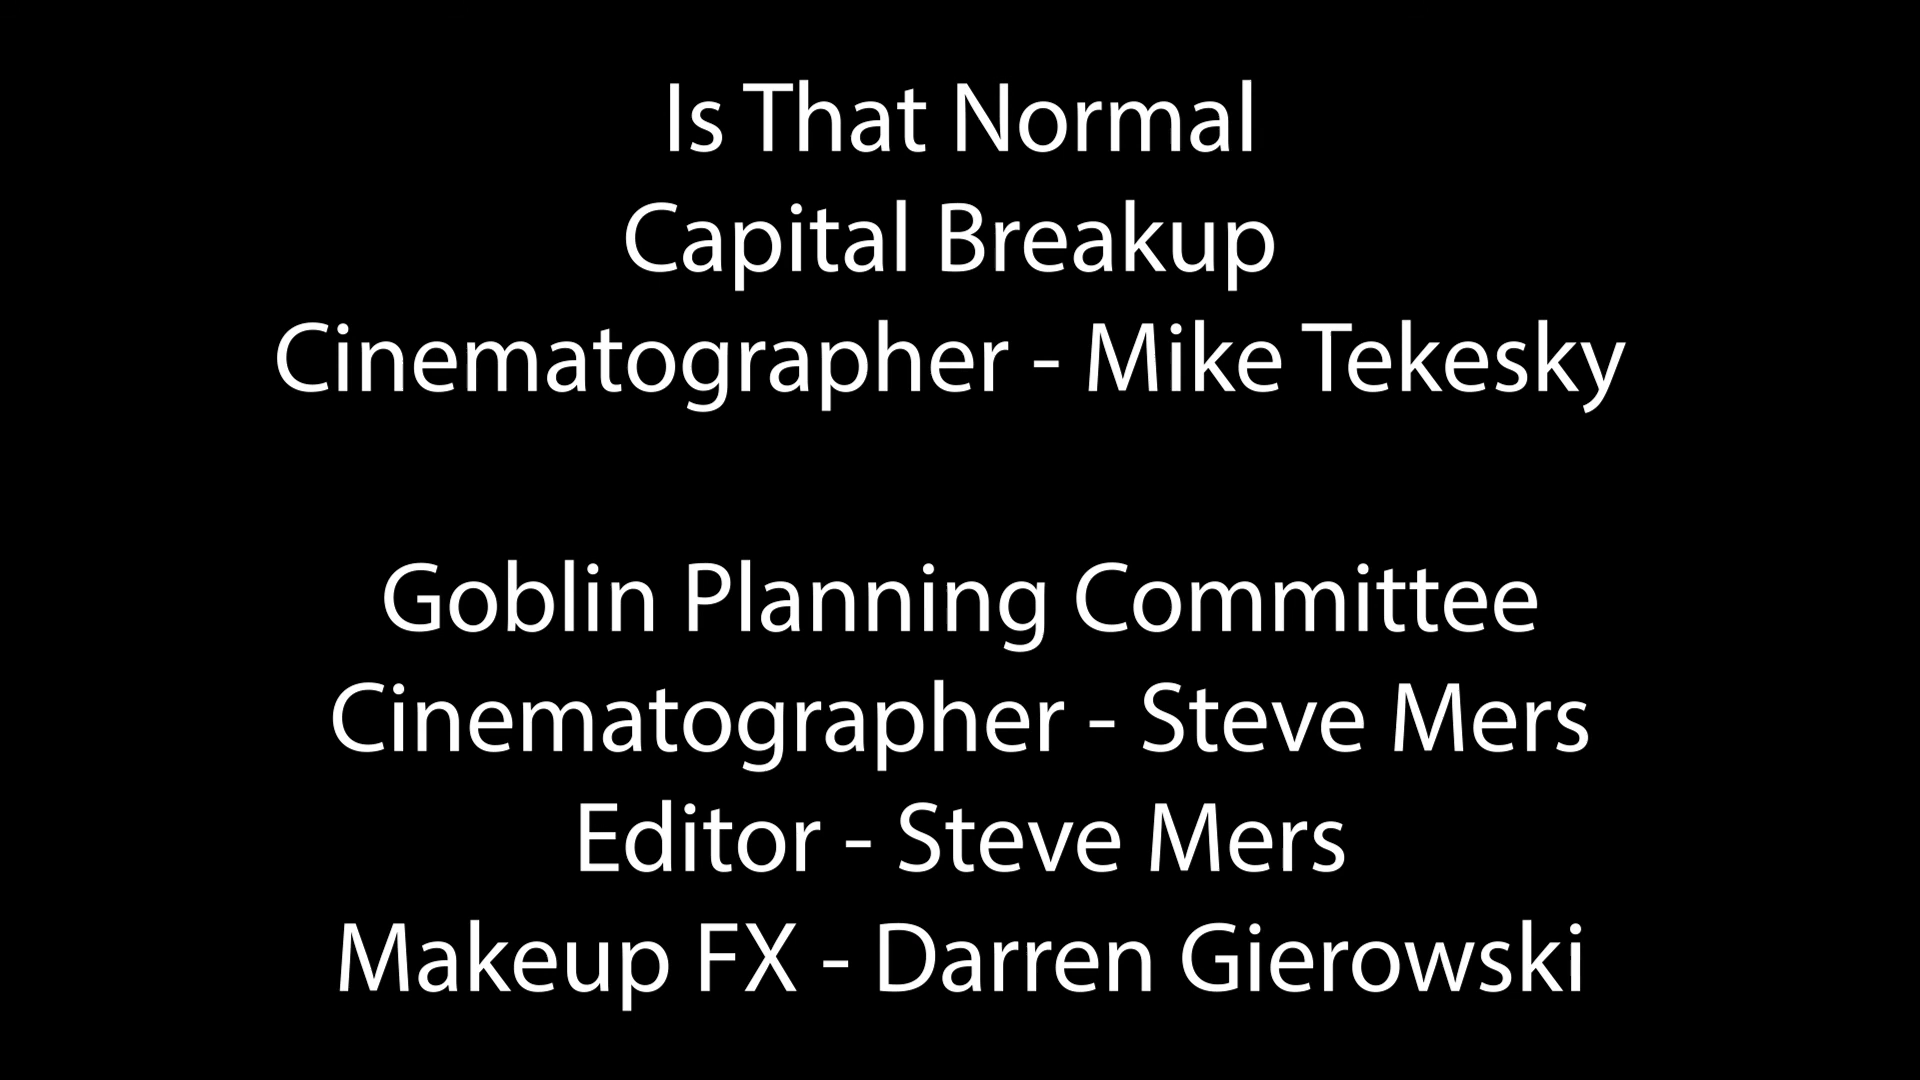 Is That Normal
Capital Breakup
Cinematographer - Mike Tekesky
Goblin Planning Committee
Cinematographer - Steve Mers
Editor - Steve Mers
Makeup FX - Darren Gierowski